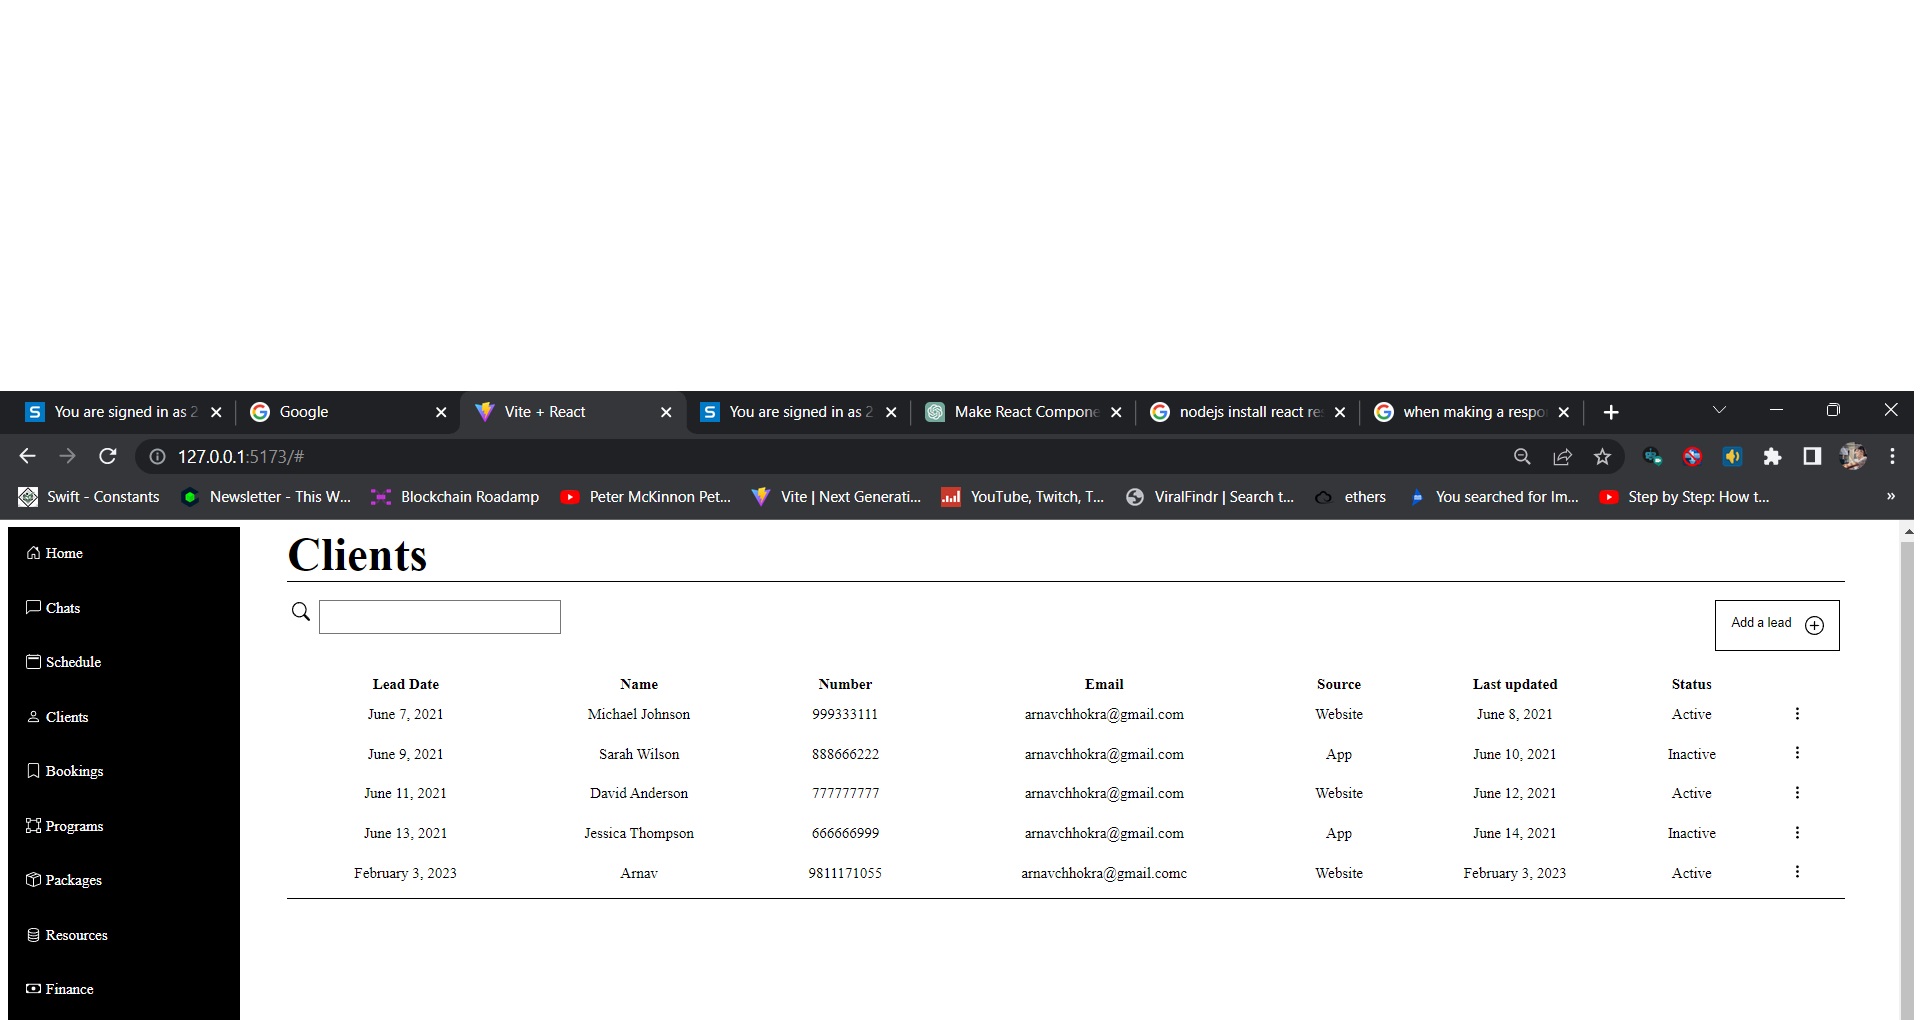 You are signed in as 2
Google
Vite + React
You are signed in as 2
Make React Compone
nodejs install react res
when making a respo
127.0.0.1:5173/#
Swift - Constants
Newsletter - This W...
Blockchain Roadamp
Peter McKinnon Pet...
Vite | Next Generati...
YouTube, Twitch, T...
ViralFindr | Search t...
ethers
You searched for Im...
Step by Step: How t...
»
Home
Chats
Schedule
Clients
Bookings
Programs
Packages
Resources
Finance
Clients
Add a lead
Lead Date Name Number Email Source Last updated Status
June 7, 2021 Michael Johnson 999333111 arnavchhokra@gmail.com Website June 8, 2021 Active
June 9, 2021 Sarah Wilson 888666222 arnavchhokra@gmail.com App June 10, 2021 Inactive
June 11, 2021 David Anderson 777777777 arnavchhokra@gmail.com Website June 12, 2021 Active
June 13, 2021 Jessica Thompson 666666999 arnavchhokra@gmail.com App June 14, 2021 Inactive
February 3, 2023 Arnav 9811171055 arnavchhokra@gmail.comc Website February 3, 2023 Active